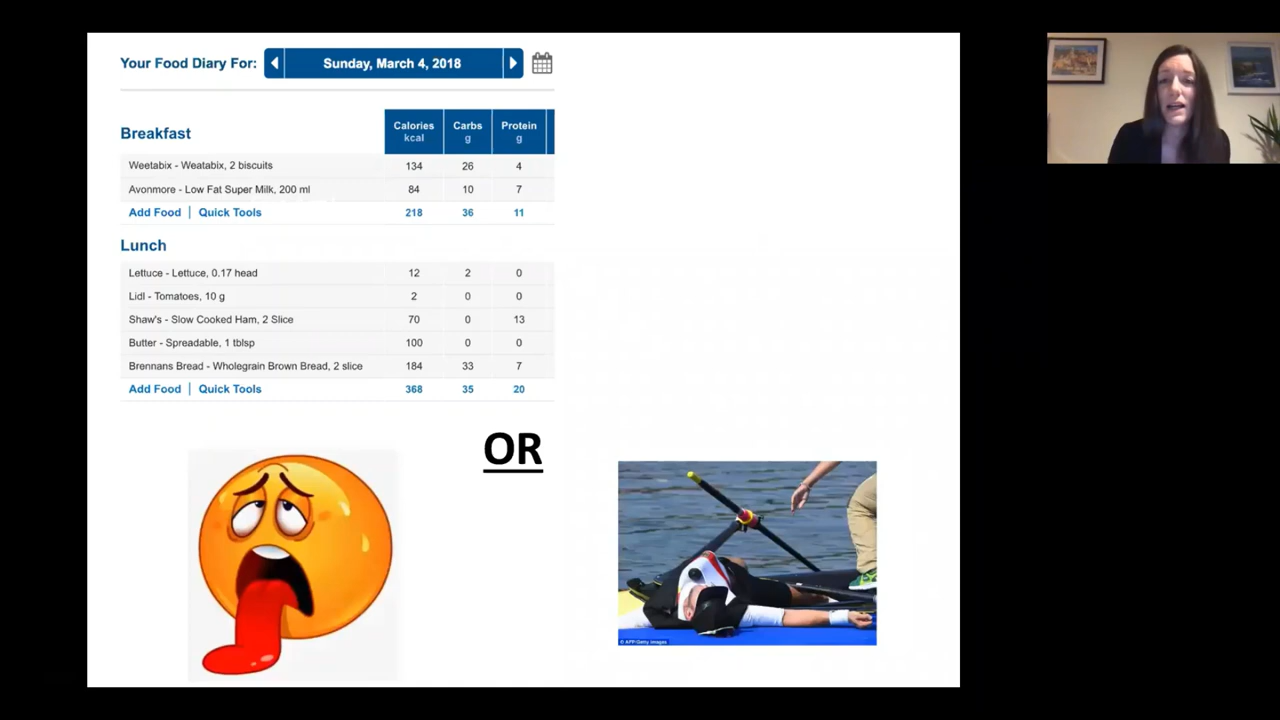 Your Food Diary For: Sunday, March 4, 2018
Breakfast Calories kcal Carbs g Protein g
Weetabix - Weatabix, 2 biscuits 134 26 4
Avonmore - Low Fat Super Milk, 200 ml 84 10 7
Add Food | Quick Tools 218 36 11
Lunch
Lettuce - Lettuce, 0.17 head 12 2 0
Lidl - Tomatoes, 10 g 2 0 0
Shaw's - Slow Cooked Ham, 2 Slice 70 0 13
Butter - Spreadable, 1 tblsp 100 0 0
Brennans Bread - Wholegrain Brown Bread, 2 slice 184 33 7
Add Food | Quick Tools 368 35 20
OR
© AFP/Getty Images